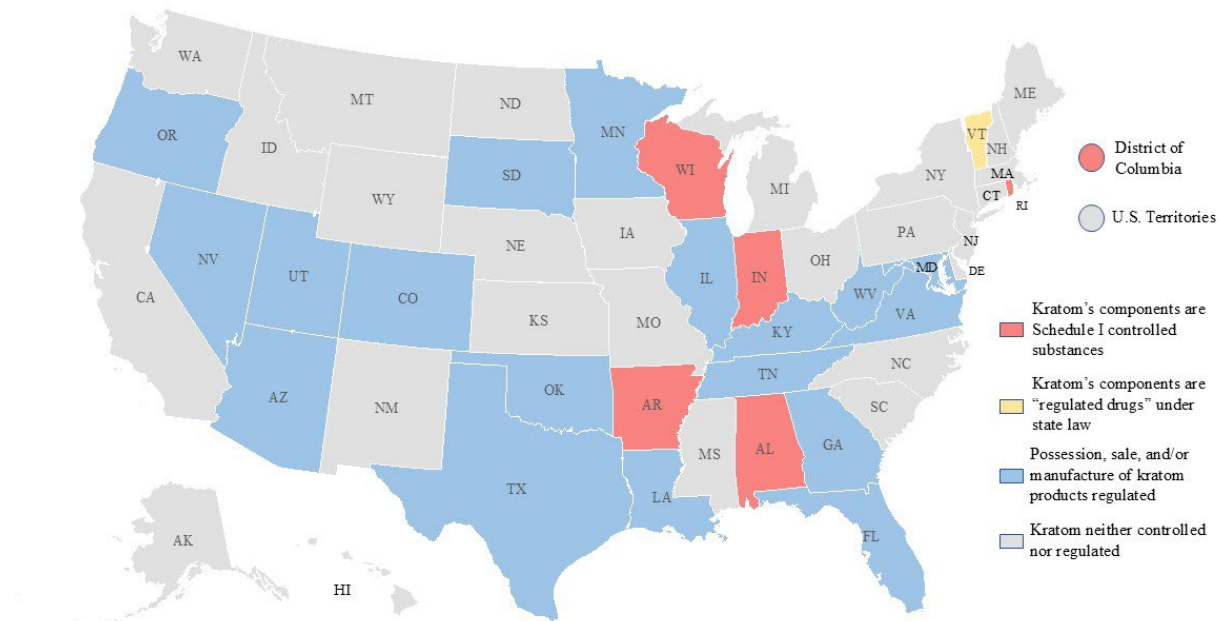 WA
MT
ND
MN
ME
OR
ID
SD
WI
VT
NH
District of
Columbia
WY
MI
NY
MA
CT
RI
U.S. Territories
NE
IA
PA
NJ
NV
UT
CO
IL
IN
OH
MD
DE
CA
KS
MO
WV
VA
KY
Kratom’s components are
Schedule I controlled
substances
AZ
NM
OK
AR
TN
NC
SC
Kratom’s components are
“regulated drugs” under
state law
MS
AL
GA
TX
LA
Possession, sale, and/or
manufacture of kratom
products regulated
FL
AK
HI
Kratom neither controlled
nor regulated